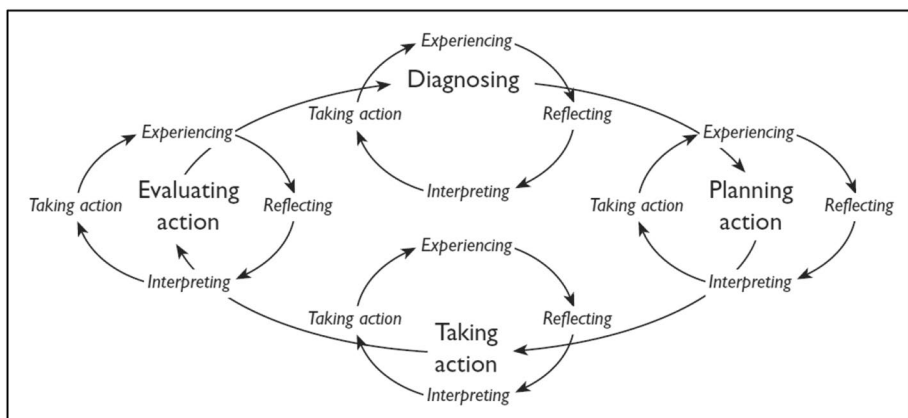 Experiencing
Diagnosing
Taking action
Reflecting
Interpreting
Experiencing
Evaluating
action
Taking action
Reflecting
Interpreting
Experiencing
Planning
action
Taking action
Reflecting
Interpreting
Experiencing
Taking action
Reflecting
Taking
action
Interpreting